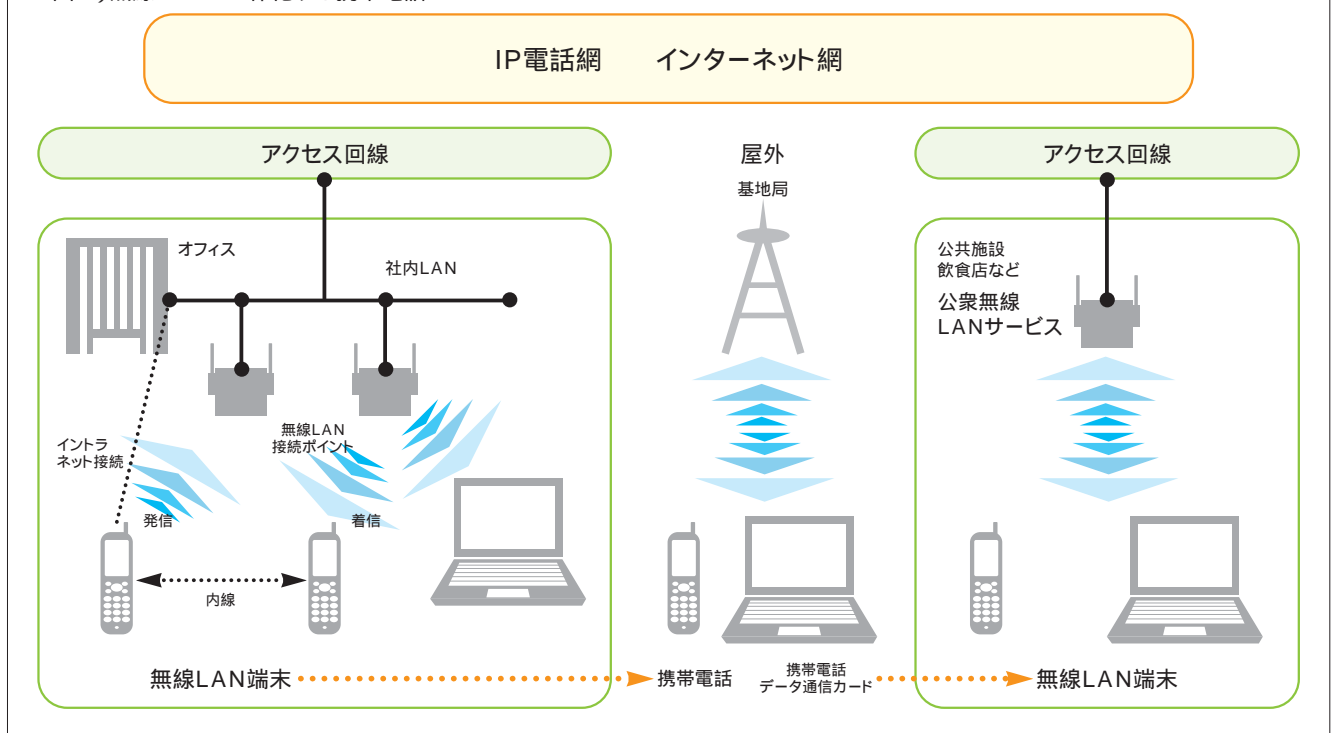 IP電話網 インターネット網
アクセス回線
屋外
アクセス回線
基地局
オフィス
社内LAN
公共施設
飲食店など
公衆無線
LANサービス
無線LAN
接続ポイント
イントラ
ネット接続
発信
着信
内線
無線LAN端末
携帯電話
携帯電話
データ通信カード
無線LAN端末